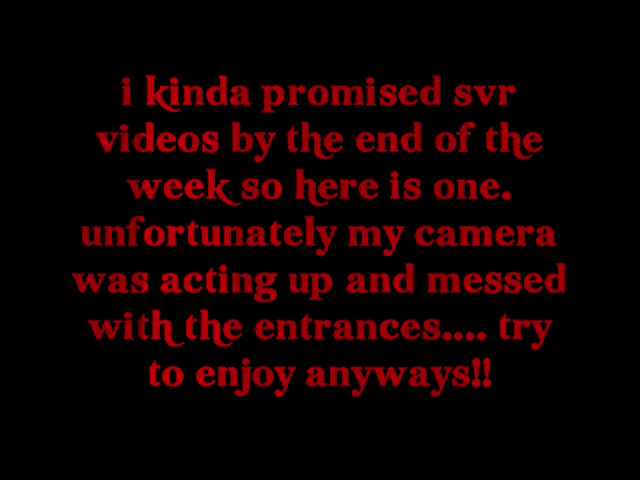 i kinda promised svr
videos by the end of the
week so here is one.
unfortunately my camera
was acting up and messed
with the entrances.... try
to enjoy anyways!!